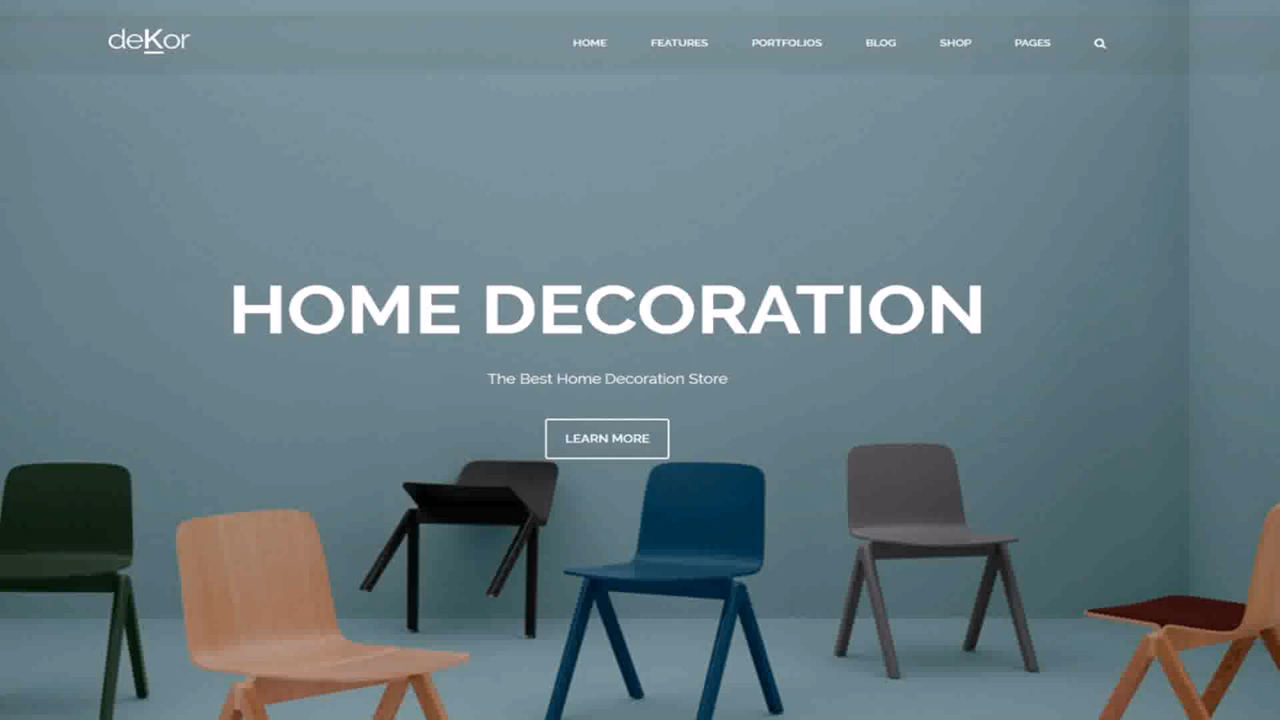 deKor
HOME FEATURES PORTFOLIOS BLOG SHOP PAGES
HOME DECORATION
The Best Home Decoration Store
LEARN MORE